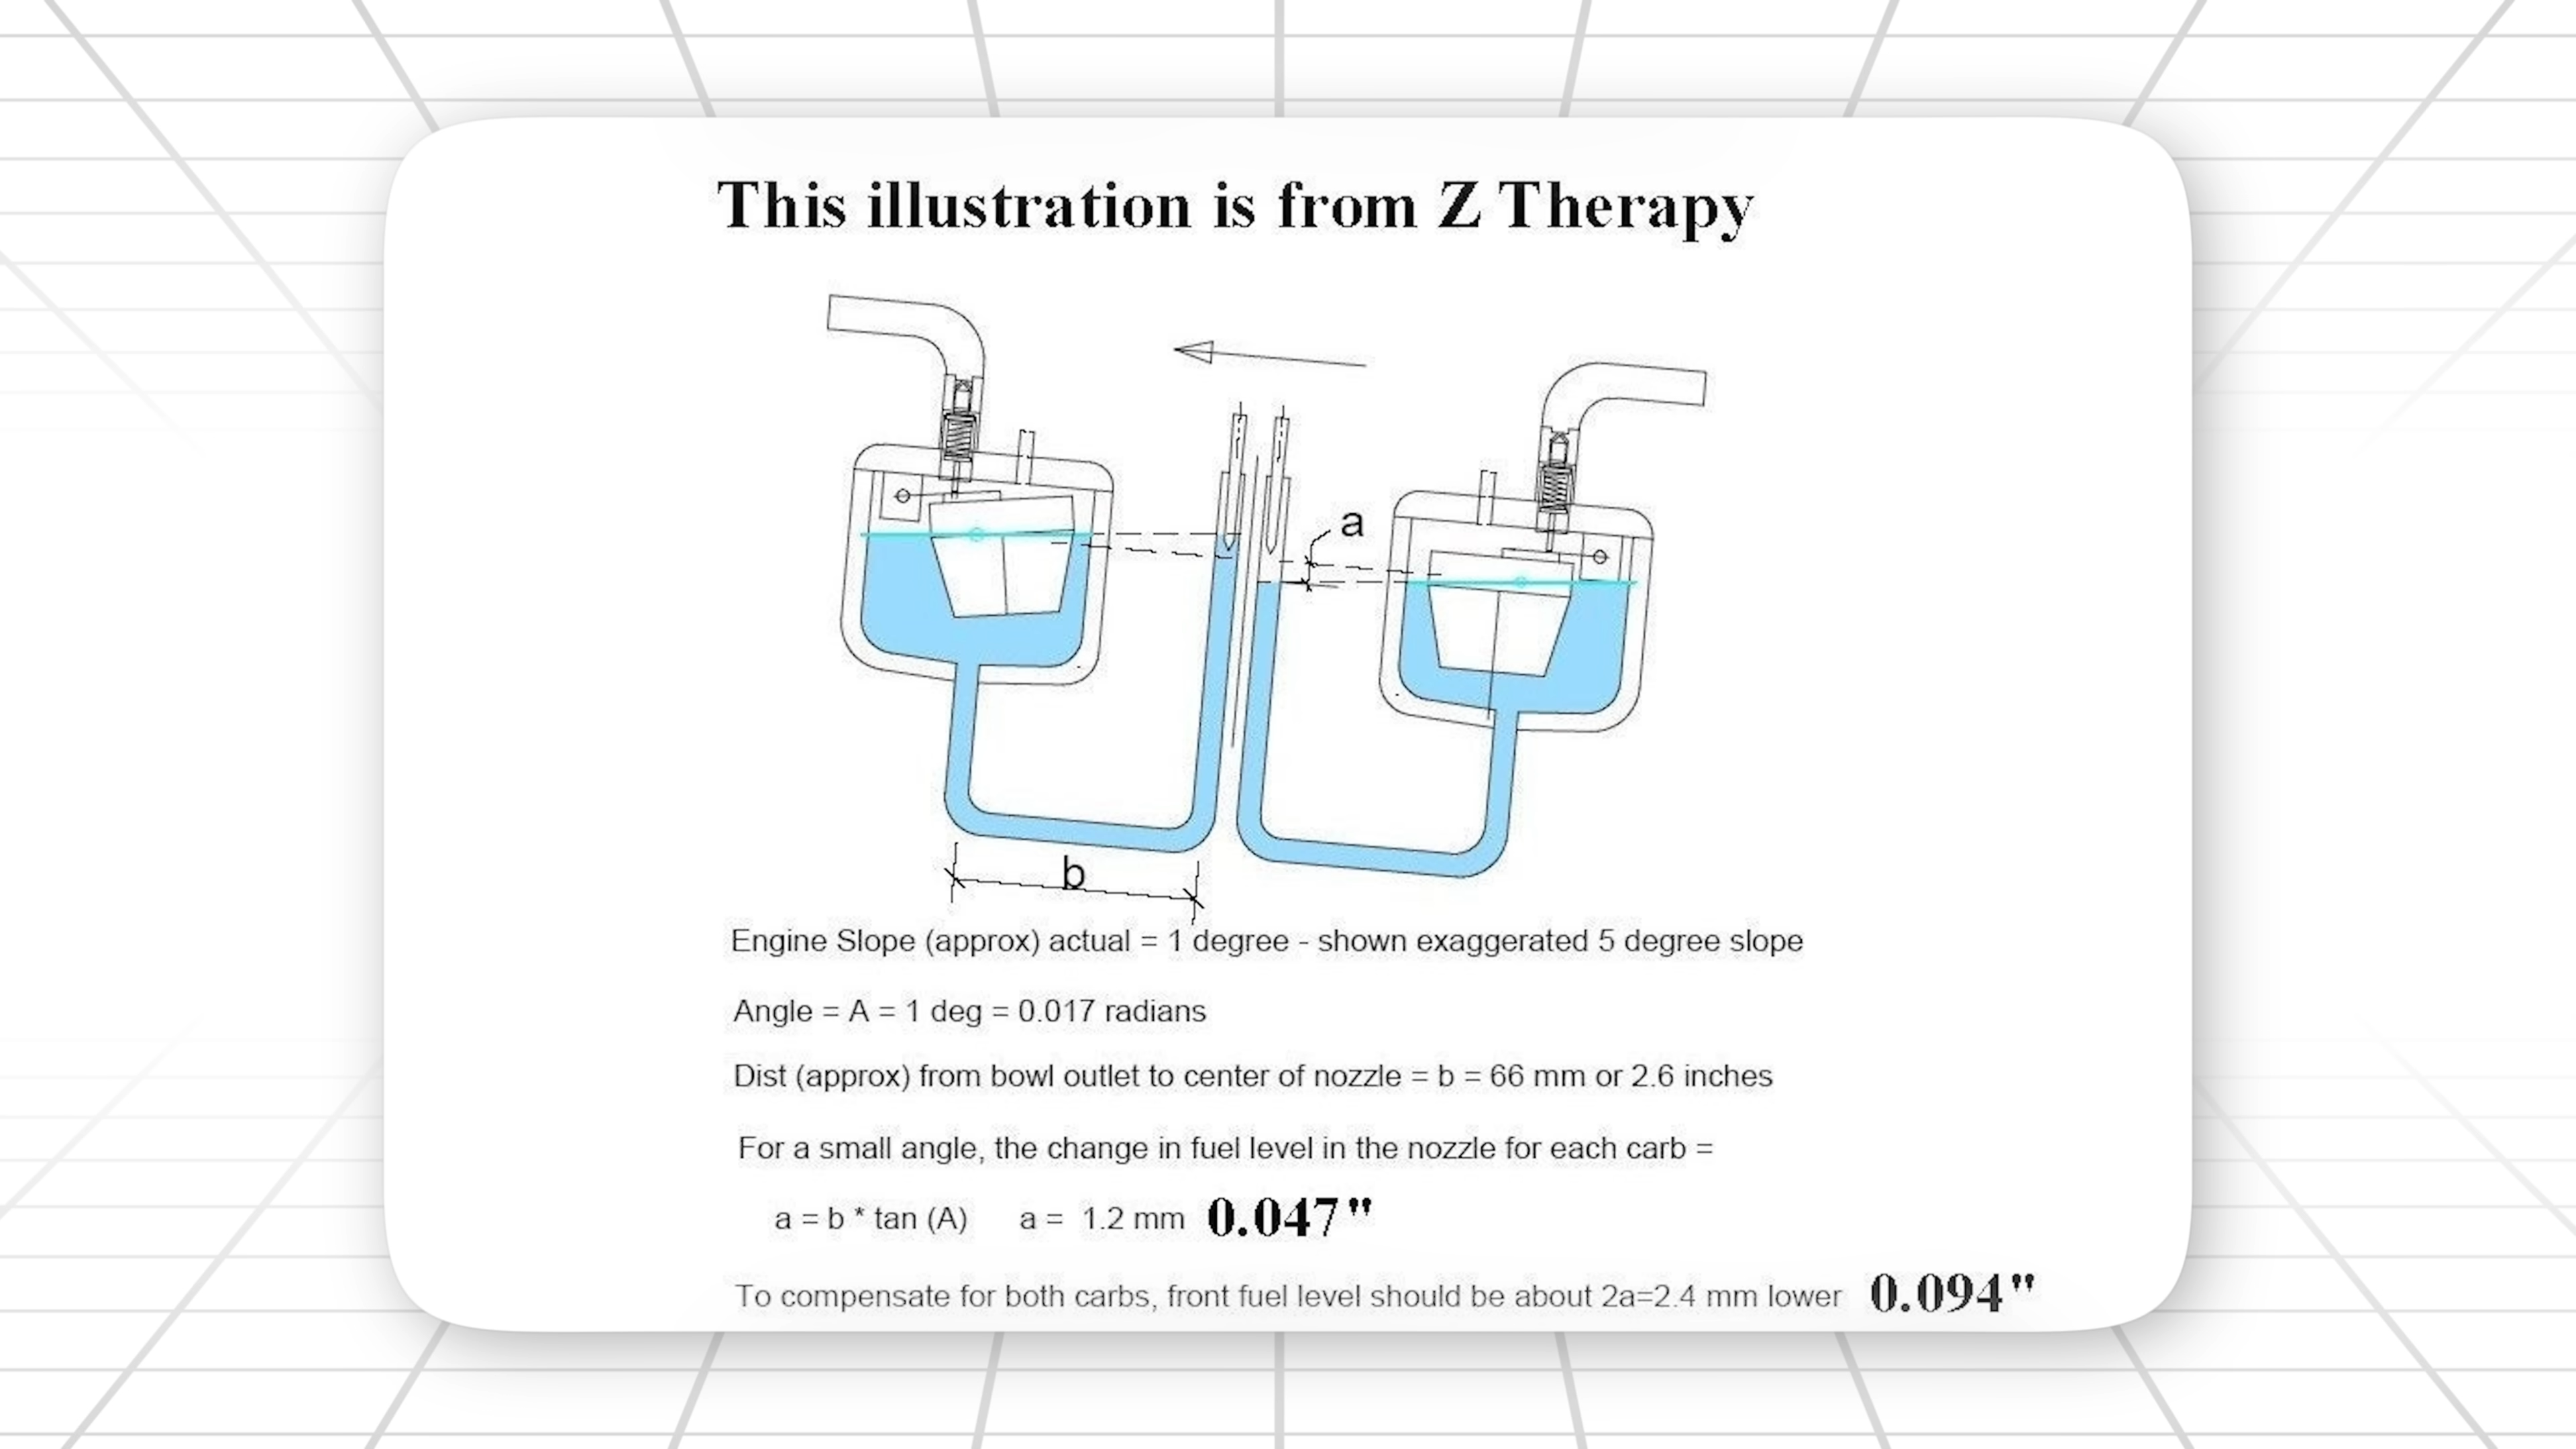 This illustration is from Z Therapy
a
b
Engine Slope (approx) actual = 1 degree - shown exaggerated 5 degree slope
Angle = A = 1 deg = 0.017 radians
Dist (approx) from bowl outlet to center of nozzle = b = 66 mm or 2.6 inches
For a small angle, the change in fuel level in the nozzle for each carb =
a = b * tan (A) a = 1.2 mm 0.047"
To compensate for both carbs, front fuel level should be about 2a=2.4 mm lower 0.094"